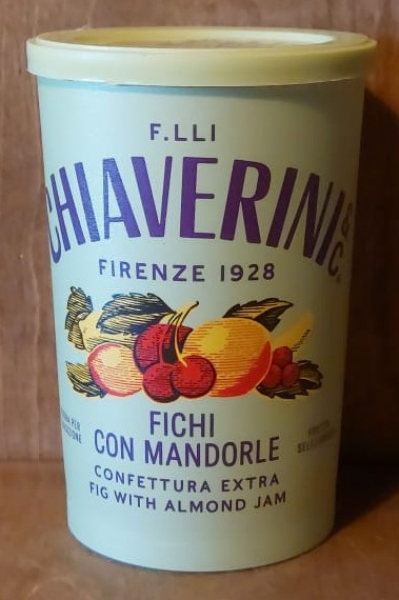 F.LLI
CHIAVERINI & C.
FIRENZE 1928
FICHI
CON MANDORLE
CONFETTURA EXTRA
FIG WITH ALMOND JAM